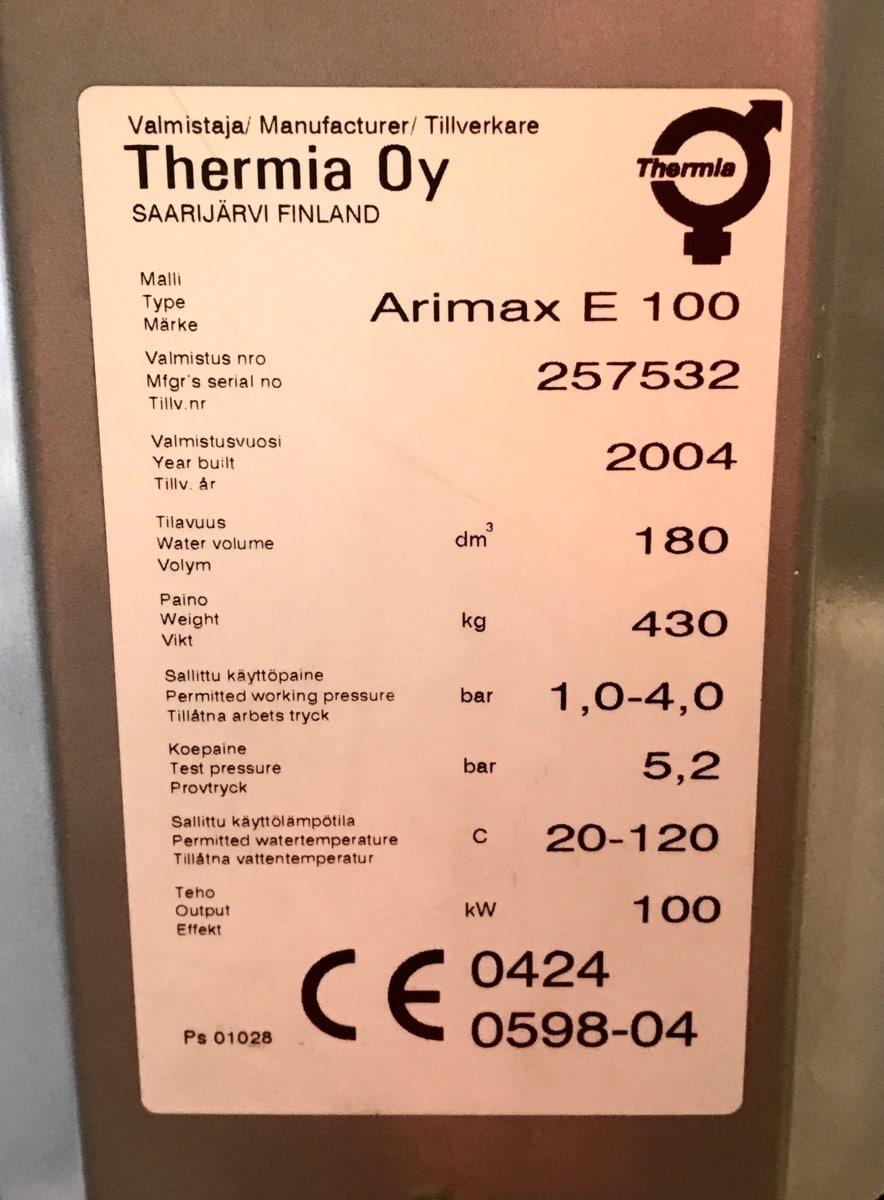 Valmistaja/ Manufacturer/ Tillverkare
Thermia Oy
SAARIJÄRVI FINLAND
Thermia
Malli
Type
Märke
Arimax E 100
Valmistus nro
Mfgr's serial no
Tillv.nr
257532
Valmistusvuosi
Year built
Tillv. år
2004
Tilavuus
Water volume
Volym
dm³ 180
Paino
Weight
Vikt
kg 430
Sallittu käyttöpaine
Permitted working pressure
Tillåtna arbets tryck
bar 1,0-4,0
Koepaine
Test pressure
Provtryck
bar 5,2
Sallittu käyttölämpötila
Permitted watertemperature
Tillåtna vattentemperatur
C 20-120
Teho
Output
Effekt
kW 100
CE 0424
0598-04
Ps 01028